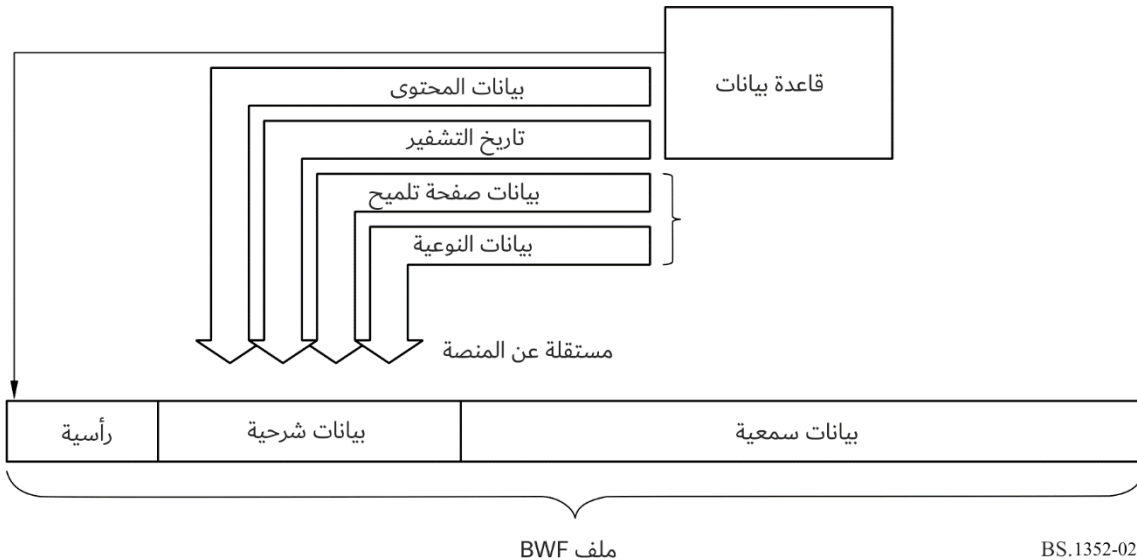 قاعدة بيانات
بيانات المحتوى
تاريخ التشفير
بيانات صفحة تلميح
بيانات النوعية
مستقلة عن المنصة
رأسية
بيانات شرحية
بيانات سمعية
ملف BWF
BS.1352-02